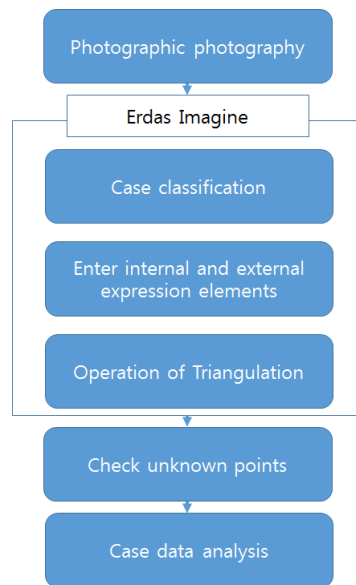 Photographic photography
Erdas Imagine
Case classification
Enter internal and external
expression elements
Operation of Triangulation
Check unknown points
Case data analysis